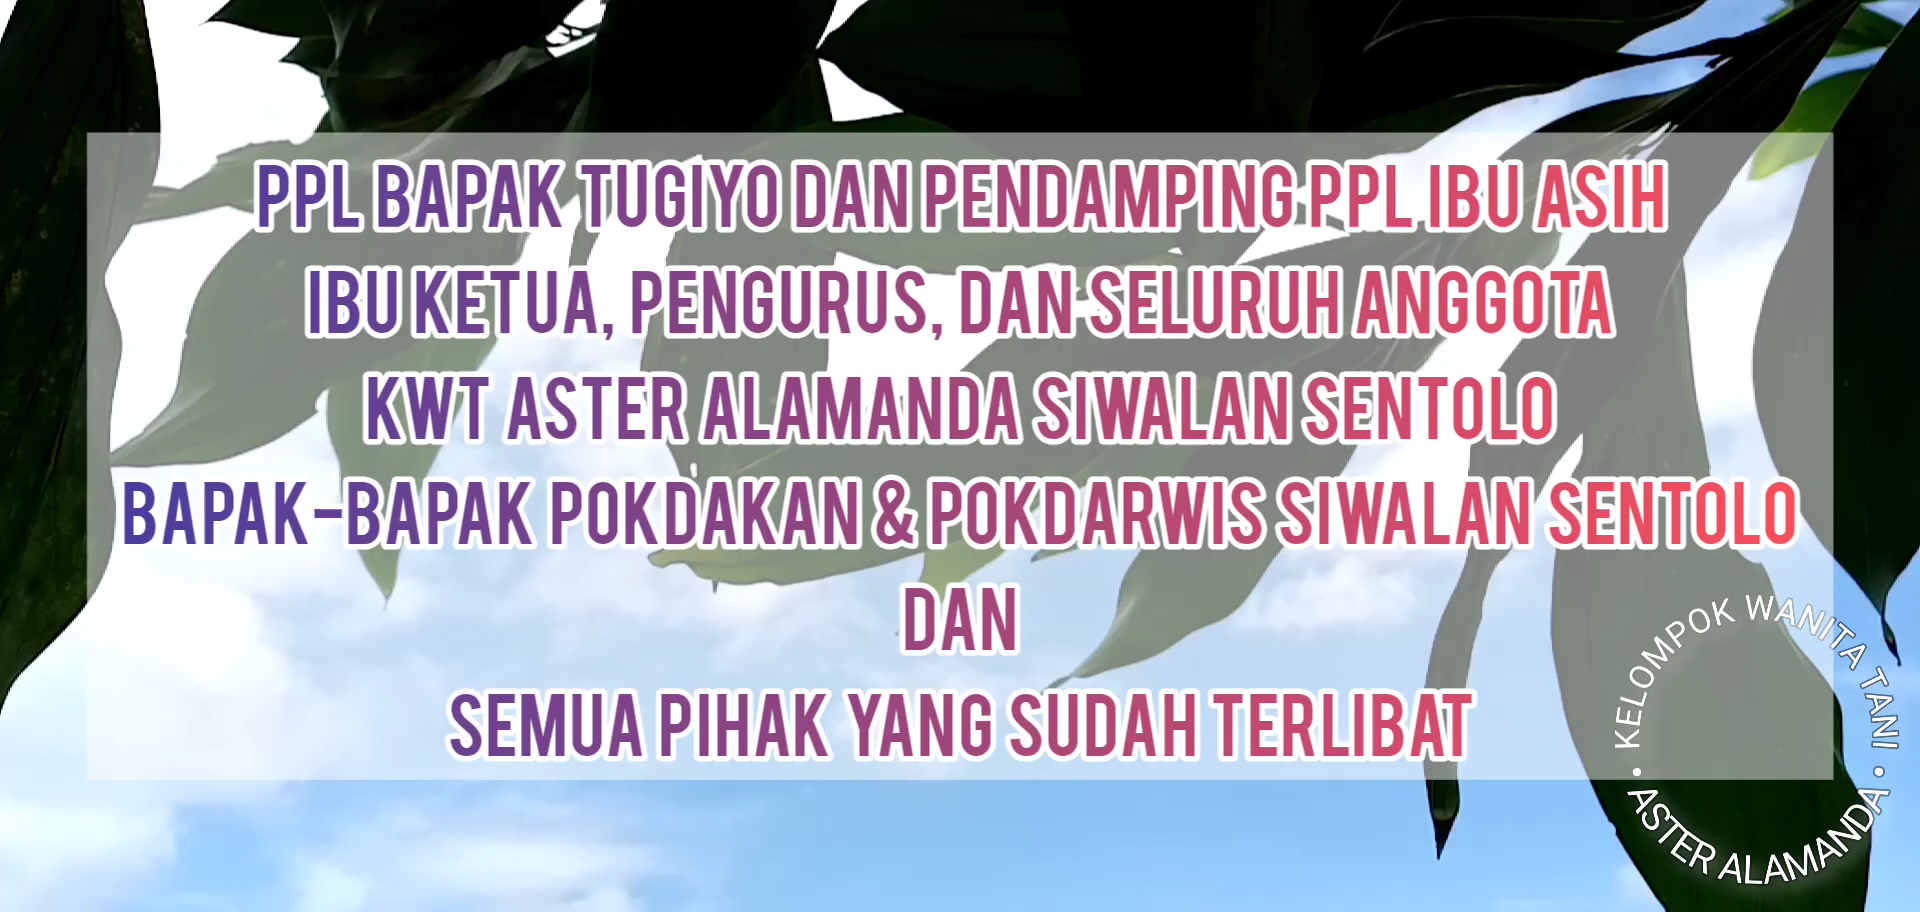 PPL BAPAK TUGIYO DAN PENDAMPING PPL IBU ASIH
IBU KETUA, PENGURUS, DAN SELURUH ANGGOTA
KWT ASTER ALAMANDA SIWALAN SENTOLO
BAPAK-BAPAK POKDAKAN & POKDARWIS SIWALAN SENTOLO
DAN
SEMUA PIHAK YANG SUDAH TERLIBAT
• KELOMPOK WANITA TANI •
ASTER ALAMANDA